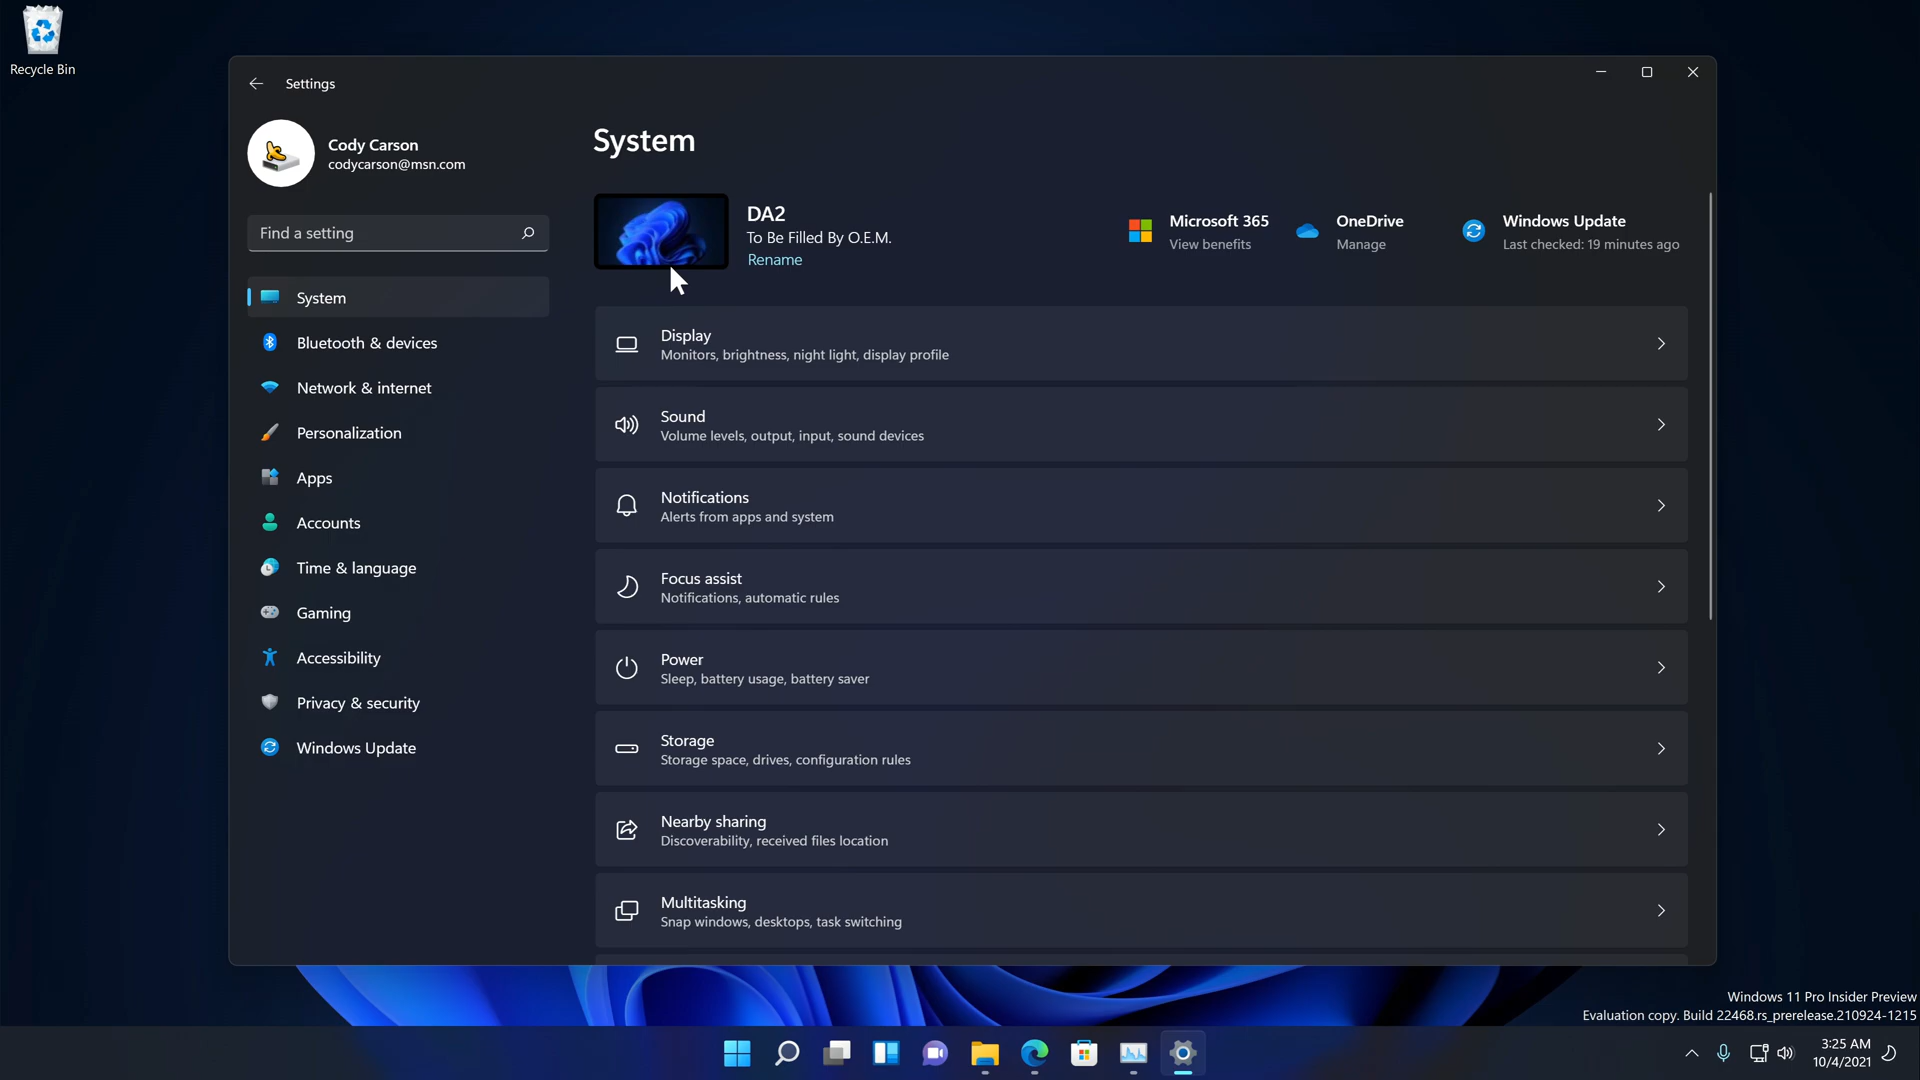 Recycle Bin
Settings
Cody Carson
codycarson@msn.com
Find a setting
System
Bluetooth & devices
Network & internet
Personalization
Apps
Accounts
Time & language
Gaming
Accessibility
Privacy & security
Windows Update
System
DA2
To Be Filled By O.E.M.
Rename
Microsoft 365
View benefits
OneDrive
Manage
Windows Update
Last checked: 19 minutes ago
Display
Monitors, brightness, night light, display profile
Sound
Volume levels, output, input, sound devices
Notifications
Alerts from apps and system
Focus assist
Notifications, automatic rules
Power
Sleep, battery usage, battery saver
Storage
Storage space, drives, configuration rules
Nearby sharing
Discoverability, received files location
Multitasking
Snap windows, desktops, task switching
Windows 11 Pro Insider Preview
Evaluation copy. Build 22468.rs_prerelease.210924-1215
3:25 AM
10/4/2021